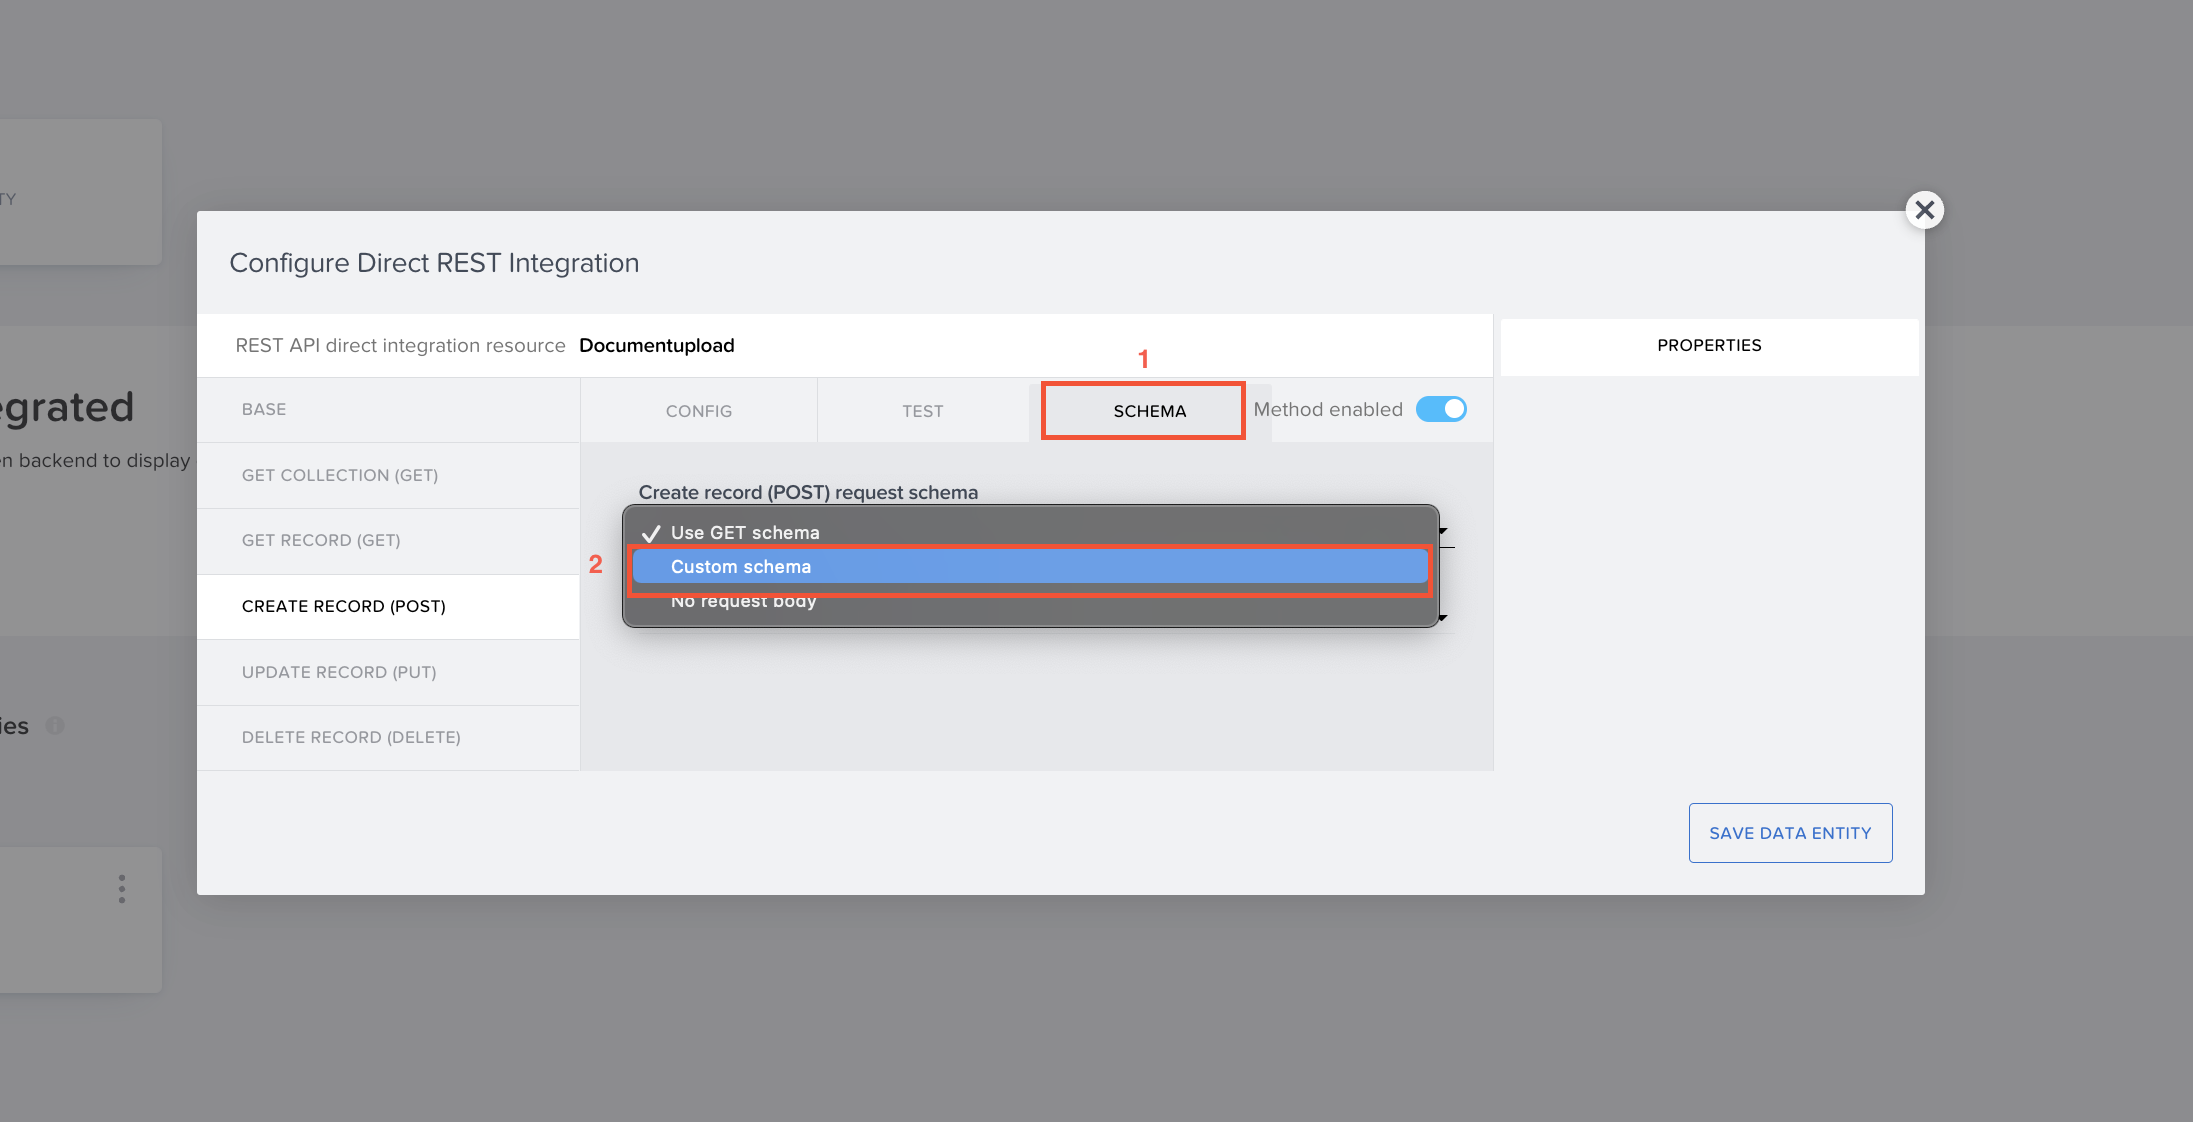 TY
Configure Direct REST Integration
REST API direct integration resource Documentupload
PROPERTIES
1
BASE
CONFIG
TEST
SCHEMA
Method enabled
egrated
en backend to display
GET COLLECTION (GET)
Create record (POST) request schema
GET RECORD (GET)
✓ Use GET schema
2
Custom schema
No request body
CREATE RECORD (POST)
UPDATE RECORD (PUT)
ies
DELETE RECORD (DELETE)
SAVE DATA ENTITY